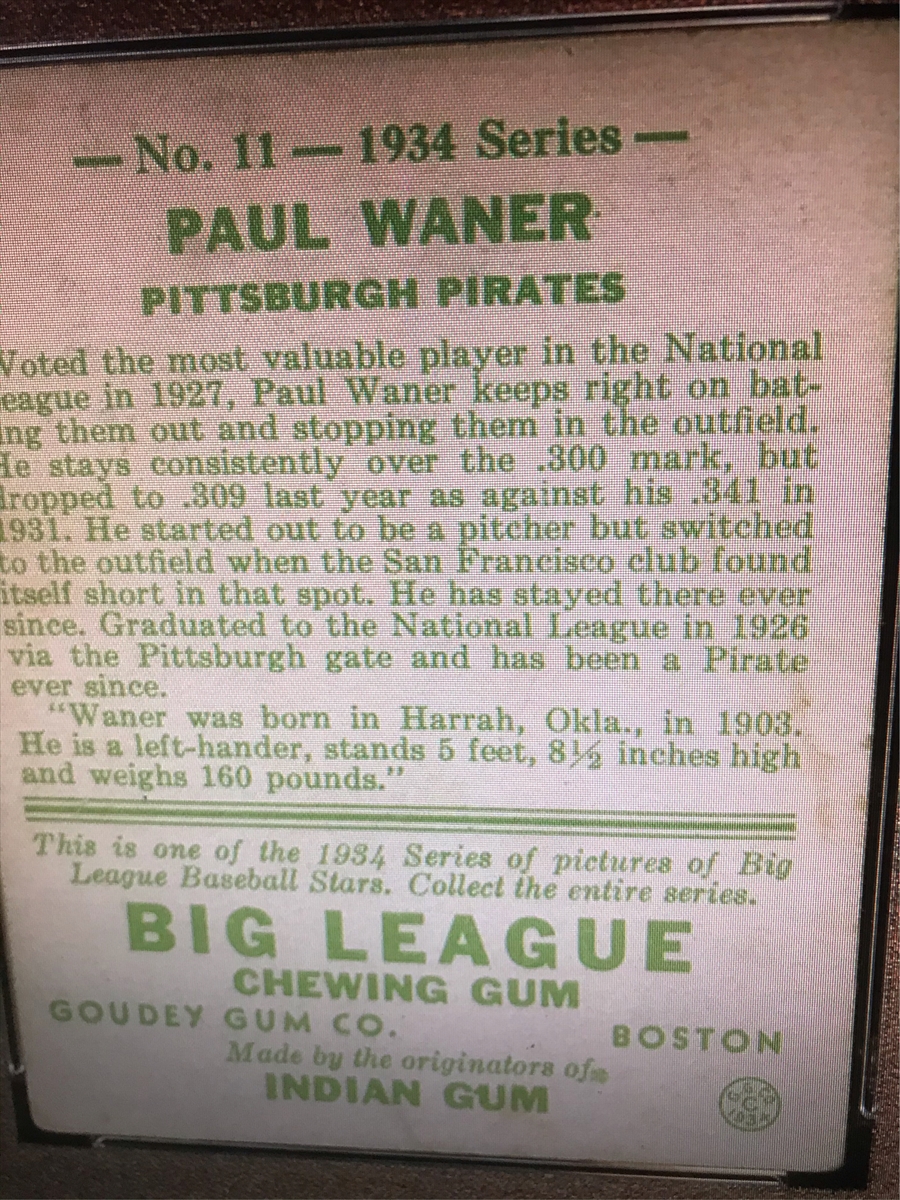 — No. 11 — 1934 Series —
PAUL WANER
PITTSBURGH PIRATES
Voted the most valuable player in the National
eague in 1927, Paul Waner keeps right on bat-
ing them out and stopping them in the outfield.
He stays consistently over the .300 mark, but
dropped to .309 last year as against his .341 in
1931. He started out to be a pitcher but switched
to the outfield when the San Francisco club found
itself short in that spot. He has stayed there ever
since. Graduated to the National League in 1926
via the Pittsburgh gate and has been a Pirate
ever since.
"Waner was born in Harrah, Okla., in 1903.
He is a left-hander, stands 5 feet, 8½ inches high
and weighs 160 pounds."
This is one of the 1934 Series of pictures of Big
League Baseball Stars. Collect the entire series.
BIG LEAGUE
CHEWING GUM
GOUDEY GUM CO. BOSTON
Made by the originators of
INDIAN GUM